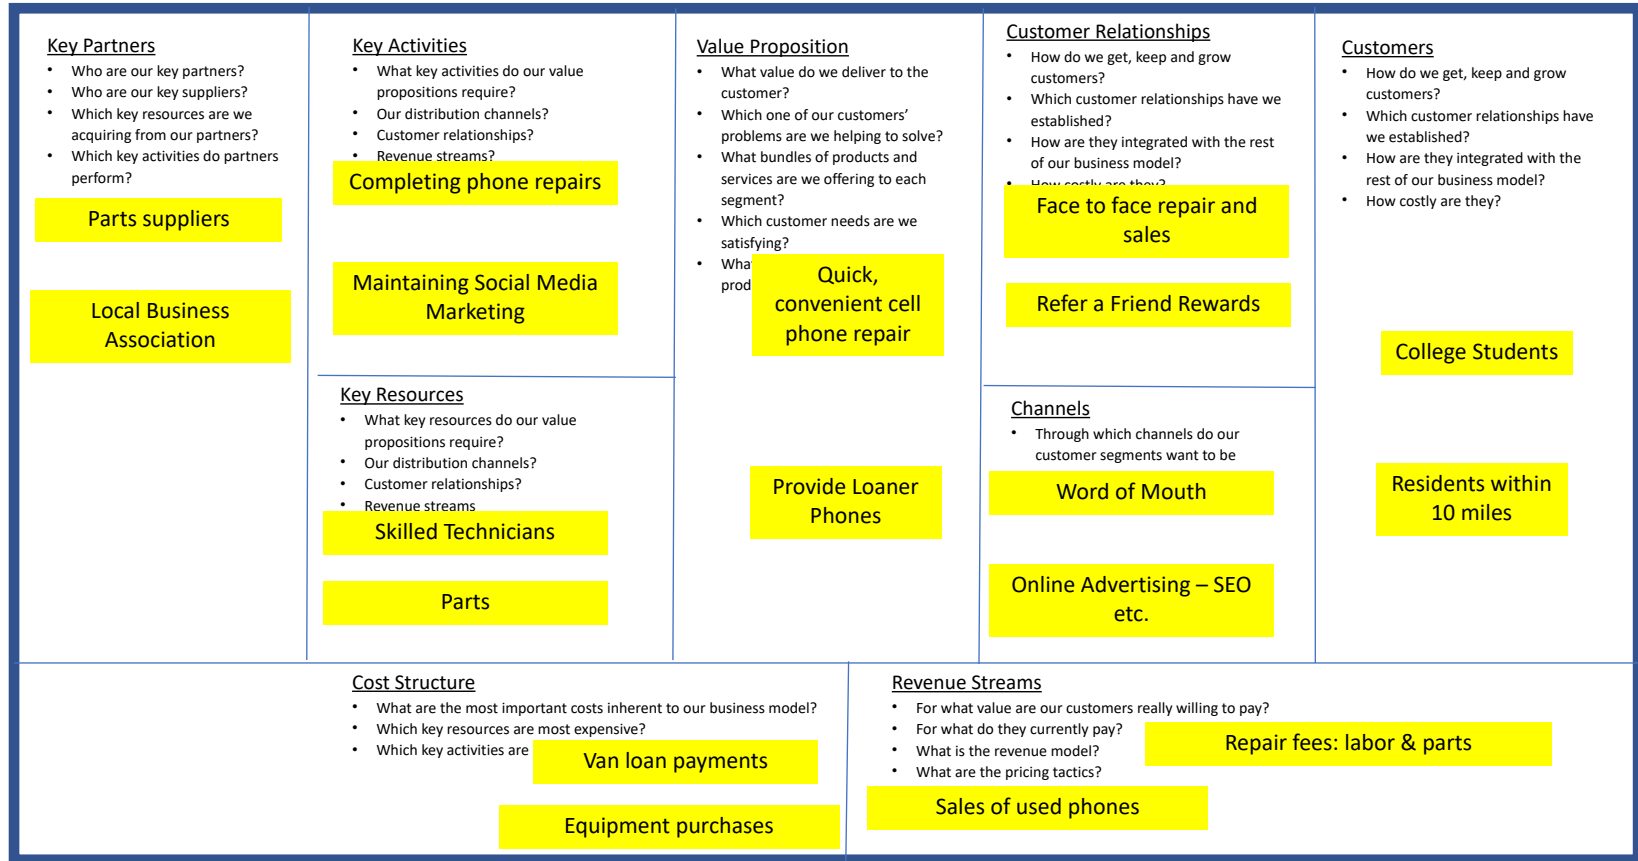 Key Partners
• Who are our key partners?
• Who are our key suppliers?
• Which key resources are we
acquiring from our partners?
• Which key activities do partners
perform?
Parts suppliers
Local Business
Association
Key Activities
• What key activities do our value
propositions require?
• Our distribution channels?
• Customer relationships?
• Revenue streams?
Completing phone repairs
Maintaining Social Media
Marketing
Key Resources
• What key resources do our value
propositions require?
• Our distribution channels?
• Customer relationships?
• Revenue streams
Skilled Technicians
Parts
Value Proposition
• What value do we deliver to the
customer?
• Which one of our customers'
problems are we helping to solve?
• What bundles of products and
services are we offering to each
segment?
• Which customer needs are we
satisfying?
Quick,
convenient cell
phone repair
Provide Loaner
Phones
Customer Relationships
• How do we get, keep and grow
customers?
• Which customer relationships have we
established?
• How are they integrated with the rest
of our business model?
• How costly are they?
Face to face repair and
sales
Refer a Friend Rewards
Channels
• Through which channels do our
customer segments want to be
Word of Mouth
Online Advertising – SEO
etc.
Customers
• How do we get, keep and grow
customers?
• Which customer relationships have
we established?
• How are they integrated with the
rest of our business model?
• How costly are they?
College Students
Residents within
10 miles
Cost Structure
• What are the most important costs inherent to our business model?
• Which key resources are most expensive?
• Which key activities are
Van loan payments
Equipment purchases
Revenue Streams
• For what value are our customers really willing to pay?
• For what do they currently pay?
• What is the revenue model?
• What are the pricing tactics?
Repair fees: labor & parts
Sales of used phones